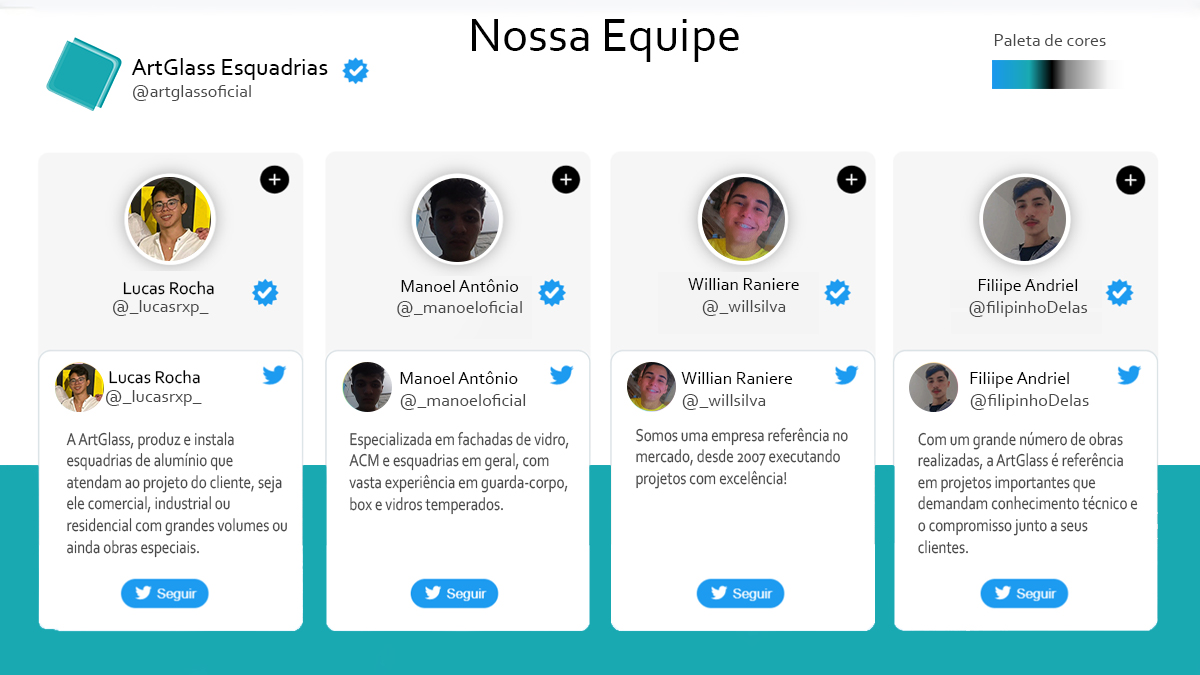 Nossa Equipe
ArtGlass Esquadrias
@artglassoficial
Paleta de cores
Lucas Rocha
@_lucasrxp_
Manoel Antônio
@_manoeloficial
Willian Raniere
@_willsilva
Filiipe Andriel
@filipinhoDelas
Lucas Rocha
@_lucasrxp_
A ArtGlass, produz e instala
esquadrias de alumínio que
atendam ao projeto do cliente, seja
ele comercial, industrial ou
residencial com grandes volumes ou
ainda obras especiais.
Seguir
Manoel Antônio
@_manoeloficial
Especializada em fachadas de vidro,
ACM e esquadrias em geral, com
vasta experiência em guarda-corpo,
box e vidros temperados.
Seguir
Willian Raniere
@_willsilva
Somos uma empresa referência no
mercado, desde 2007 executando
projetos com excelência!
Seguir
Filiipe Andriel
@filipinhoDelas
Com um grande número de obras
realizadas, a ArtGlass é referência
em projetos importantes que
demandam conhecimento técnico e
o compromisso junto a seus
clientes.
Seguir